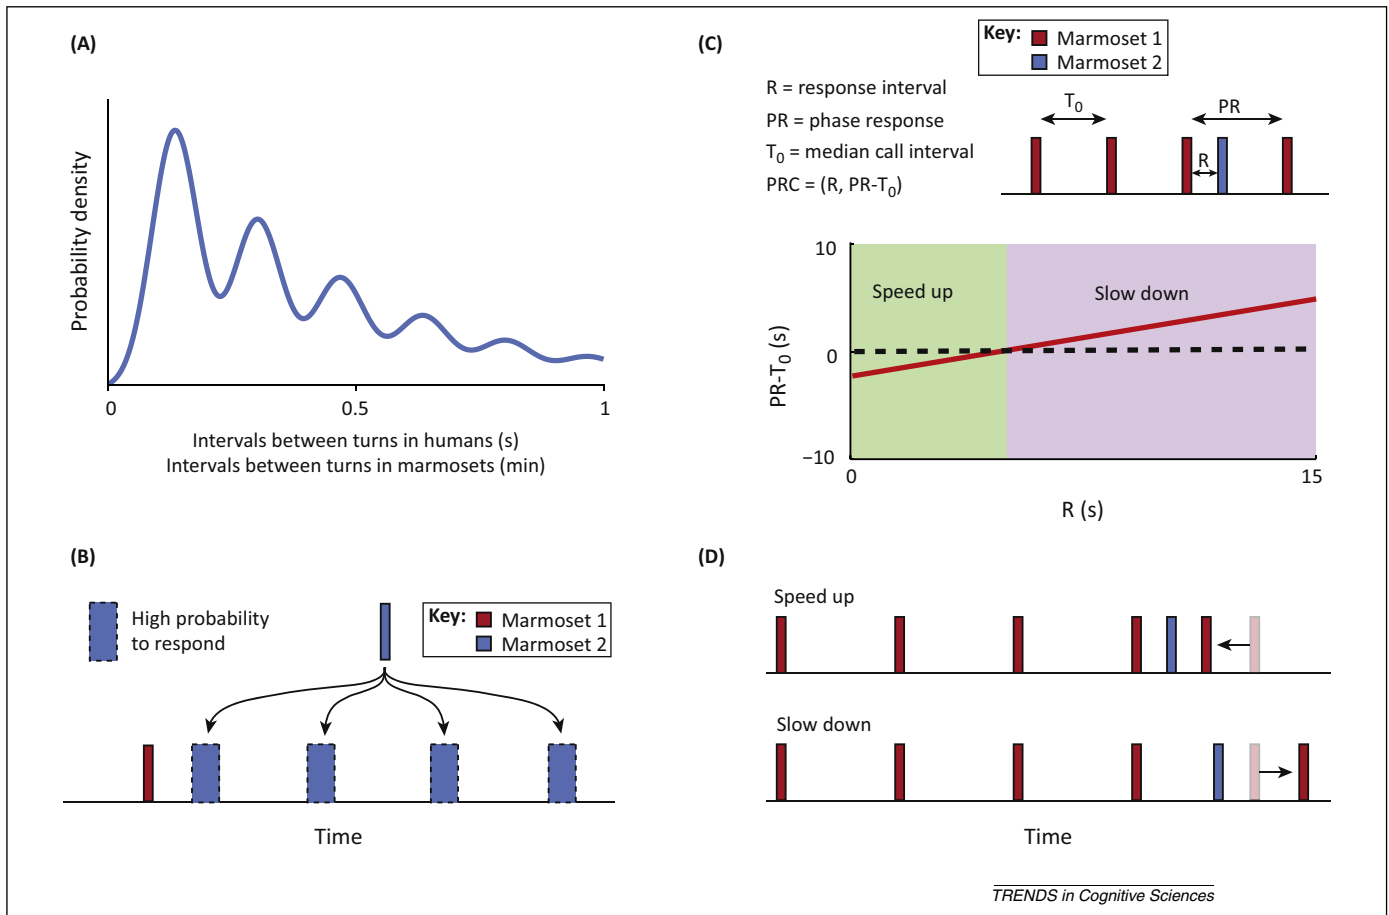 (A)
Probability density
0
0.5
1
Intervals between turns in humans (s)
Intervals between turns in marmosets (min)
(B)
High probability
to respond
Key:
Marmoset 1
Marmoset 2
Time
(C)
Key:
Marmoset 1
Marmoset 2
R = response interval
PR = phase response
T₀ = median call interval
PRC = (R, PR-T₀)
T₀
PR
R
10
0
−10
PR-T₀ (s)
Speed up
Slow down
0
15
R (s)
(D)
Speed up
Slow down
Time
TRENDS in Cognitive Sciences